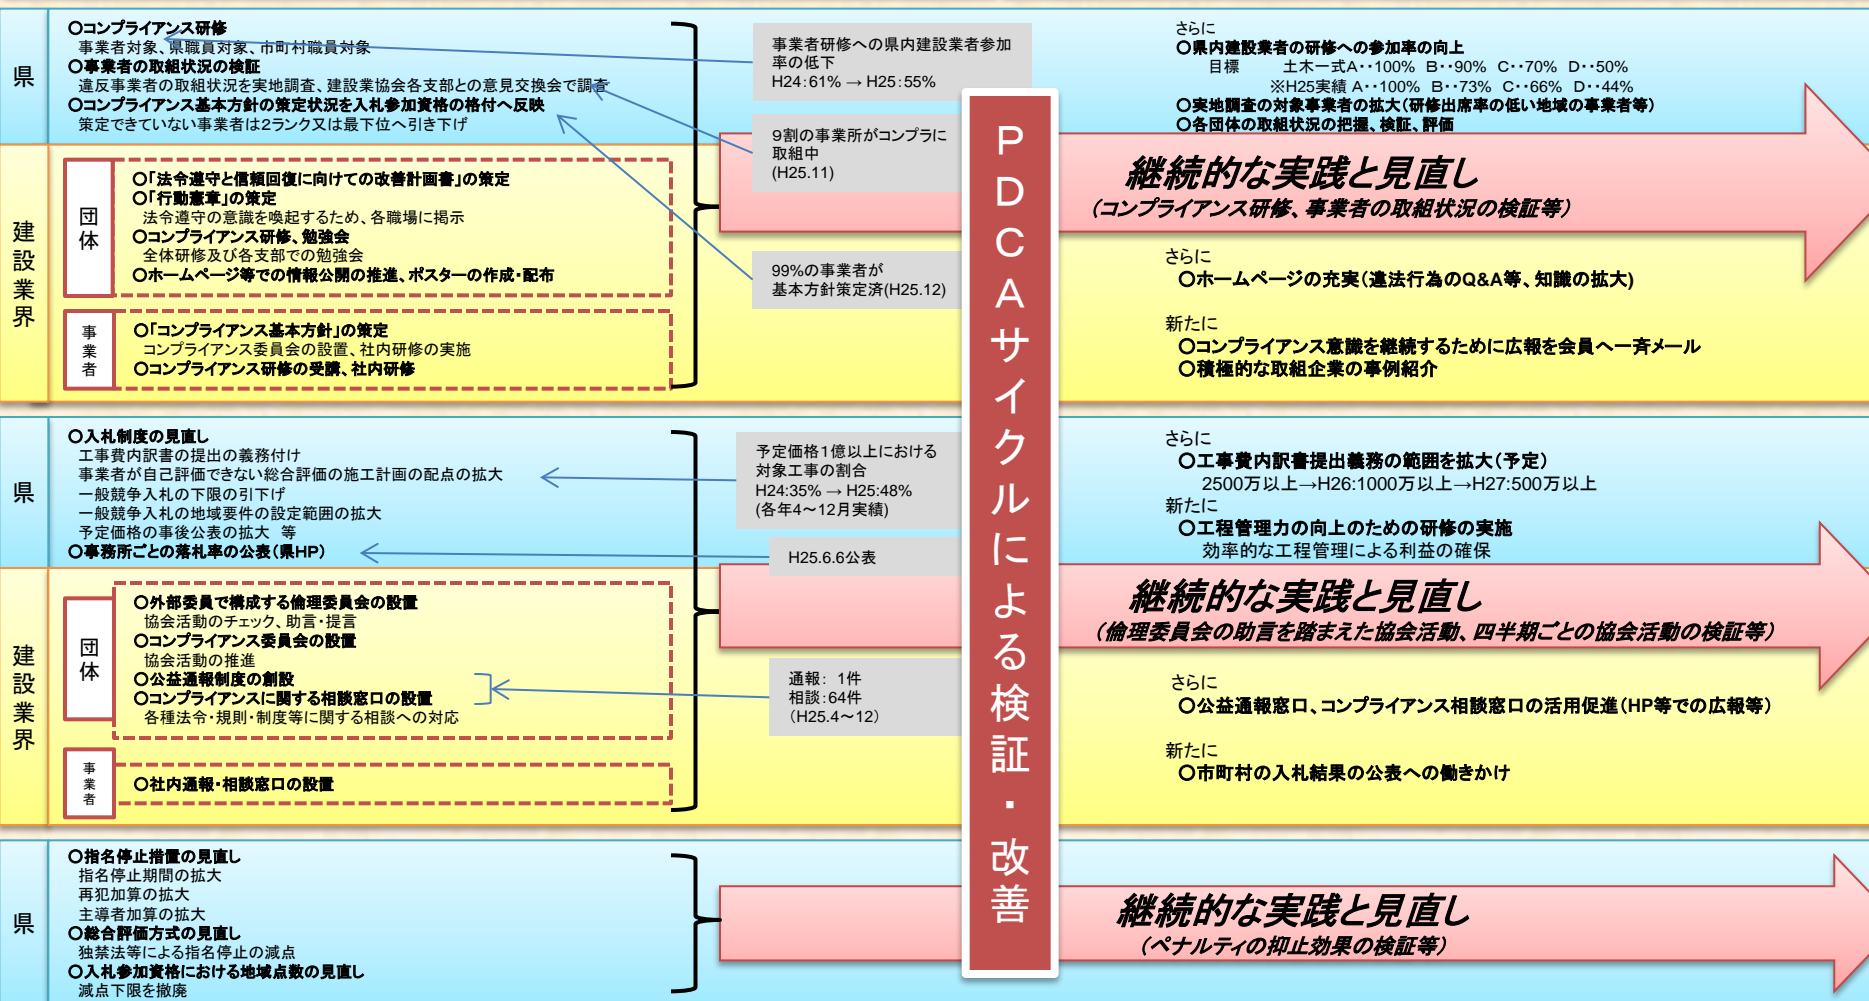 県
〇コンプライアンス研修
事業者対象、県職員対象、市町村職員対象
〇事業者の取組状況の検証
違反事業者の取組状況を実地調査、建設業協会各支部との意見交換会で調査
〇コンプライアンス基本方針の策定状況を入札参加資格の格付へ反映
策定できていない事業者は2ランク又は最下位へ引き下げ
建設業界
団体
〇「法令遵守と信頼回復に向けての改善計画書」の策定
〇「行動憲章」の策定
法令遵守の意識を喚起するため、各職場に掲示
〇コンプライアンス研修、勉強会
全体研修及び各支部での勉強会
〇ホームページ等での情報公開の推進、ポスターの作成・配布
事業者
〇「コンプライアンス基本方針」の策定
コンプライアンス委員会の設置、社内研修の実施
〇コンプライアンス研修の受講、社内研修
事業者研修への県内建設業者参加
率の低下
H24:61% → H25:55%
9割の事業所がコンプラに
取組中
(H25.11)
99%の事業者が
基本方針策定済(H25.12)
PDCAサイクルによる検証・改善
さらに
〇県内建設業者の研修への参加率の向上
目標 土木一式A・・100% B・・90% C・・70% D・・50%
※H25実績 A・・100% B・・73% C・・66% D・・44%
〇実地調査の対象事業者の拡大(研修出席率の低い地域の事業者等)
〇各団体の取組状況の把握、検証、評価
継続的な実践と見直し
(コンプライアンス研修、事業者の取組状況の検証等)
さらに
〇ホームページの充実(違法行為のQ&A等、知識の拡大)
新たに
〇コンプライアンス意識を継続するために広報を会員へ一斉メール
〇積極的な取組企業の事例紹介
県
〇入札制度の見直し
工事費内訳書の提出の義務付け
事業者が自己評価できない総合評価の施工計画の配点の拡大
一般競争入札の下限の引下げ
一般競争入札の地域要件の設定範囲の拡大
予定価格の事後公表の拡大 等
〇事務所ごとの落札率の公表(県HP)
建設業界
団体
〇外部委員で構成する倫理委員会の設置
協会活動のチェック、助言・提言
〇コンプライアンス委員会の設置
協会活動の推進
〇公益通報制度の創設
〇コンプライアンスに関する相談窓口の設置
各種法令・規則・制度等に関する相談への対応
事業者
〇社内通報・相談窓口の設置
予定価格1億以上における
対象工事の割合
H24:35% → H25:48%
(各年4~12月実績)
H25.6.6公表
通報: 1件
相談:64件
(H25.4~12)
さらに
〇工事費内訳書提出義務の範囲を拡大(予定)
2500万以上→H26:1000万以上→H27:500万以上
新たに
〇工程管理力の向上のための研修の実施
効率的な工程管理による利益の確保
継続的な実践と見直し
(倫理委員会の助言を踏まえた協会活動、四半期ごとの協会活動の検証等)
さらに
〇公益通報窓口、コンプライアンス相談窓口の活用促進(HP等での広報等)
新たに
〇市町村の入札結果の公表への働きかけ
県
〇指名停止措置の見直し
指名停止期間の拡大
再犯加算の拡大
主導者加算の拡大
〇総合評価方式の見直し
独禁法等による指名停止の減点
〇入札参加資格における地域点数の見直し
減点下限を撤廃
継続的な実践と見直し
(ペナルティの抑止効果の検証等)